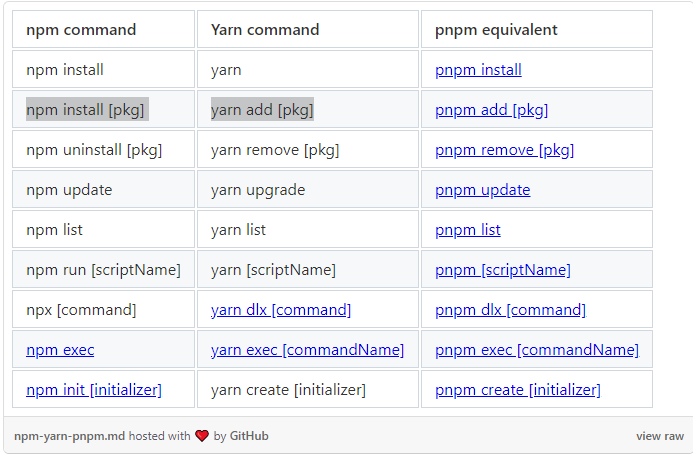 npm command Yarn command pnpm equivalent
npm install yarn pnpm install
npm install [pkg] yarn add [pkg] pnpm add [pkg]
npm uninstall [pkg] yarn remove [pkg] pnpm remove [pkg]
npm update yarn upgrade pnpm update
npm list yarn list pnpm list
npm run [scriptName] yarn [scriptName] pnpm [scriptName]
npx [command] yarn dlx [command] pnpm dlx [command]
npm exec yarn exec [commandName] pnpm exec [commandName]
npm init [initializer] yarn create [initializer] pnpm create [initializer]
npm-yarn-pnpm.md hosted with ❤ by GitHub view raw